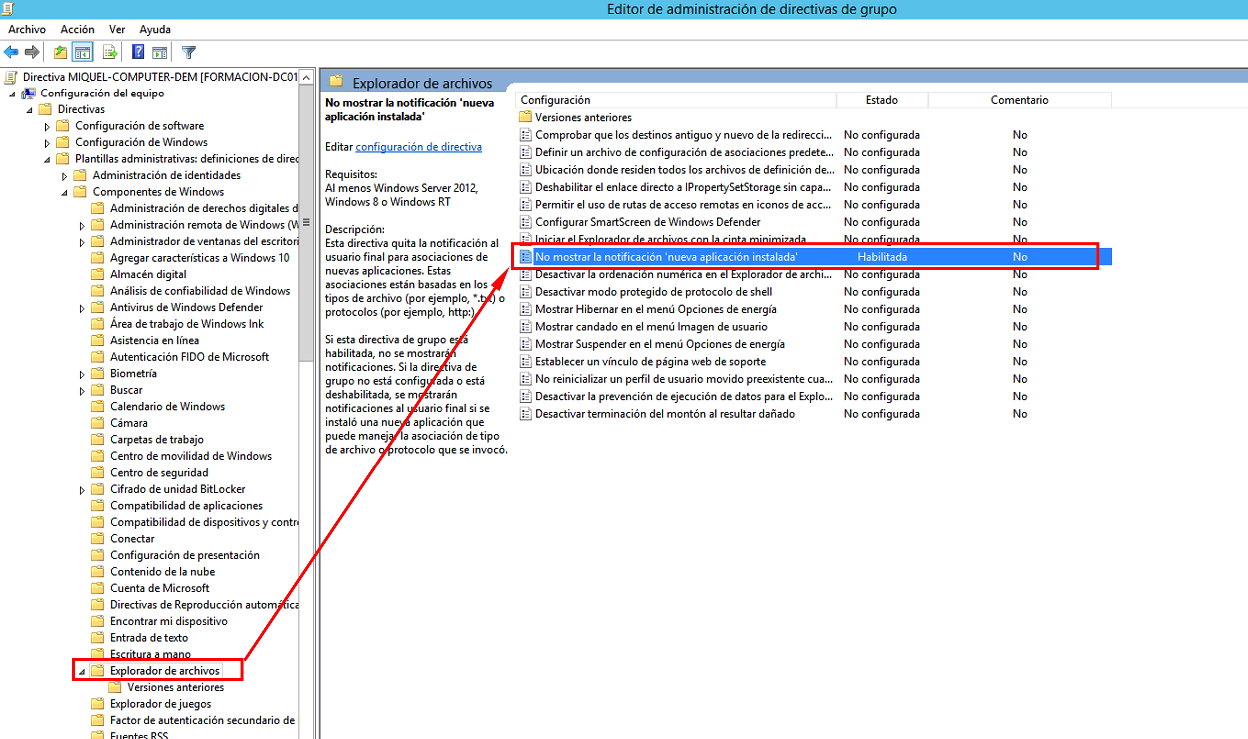 Editor de administración de directivas de grupo
Archivo Acción Ver Ayuda
Directiva MIQUEL-COMPUTER-DEM [FORMACION-DC01
Configuración del equipo
Directivas
Configuración de software
Configuración de Windows
Plantillas administrativas: definiciones de direc
Administración de identidades
Componentes de Windows
Administración de derechos digitales d
Administración remota de Windows (W
Administrador de ventanas del escritori
Agregar características a Windows 10
Almacén digital
Análisis de confiabilidad de Windows
Antivirus de Windows Defender
Área de trabajo de Windows Ink
Asistencia en línea
Autenticación FIDO de Microsoft
Biometría
Buscar
Calendario de Windows
Cámara
Carpetas de trabajo
Centro de movilidad de Windows
Centro de seguridad
Cifrado de unidad BitLocker
Compatibilidad de aplicaciones
Compatibilidad de dispositivos y contro
Conectar
Configuración de presentación
Contenido de la nube
Cuenta de Microsoft
Directivas de Reproducción automática
Encontrar mi dispositivo
Entrada de texto
Escritura a mano
Explorador de archivos
Versiones anteriores
Explorador de juegos
Factor de autenticación secundario de
Fuentes RSS
Explorador de archivos
No mostrar la notificación 'nueva
aplicación instalada'
Editar configuración de directiva
Requisitos:
Al menos Windows Server 2012,
Windows 8 o Windows RT
Descripción:
Esta directiva quita la notificación al
usuario final para asociaciones de
nuevas aplicaciones. Estas
asociaciones están basadas en los
tipos de archivo (por ejemplo, *.txt) o
protocolos (por ejemplo, http:).
Si esta directiva de grupo está
habilitada, no se mostrarán
notificaciones. Si la directiva de
grupo no está configurada o está
deshabilitada, se mostrarán
notificaciones al usuario final si se
instaló una nueva aplicación que
puede manejar la asociación de tipo
de archivo o protocolo que se invocó.
Configuración Estado Comentario
Versiones anteriores
Comprobar que los destinos antiguo y nuevo de la redirecci... No configurada No
Definir un archivo de configuración de asociaciones predete... No configurada No
Ubicación donde residen todos los archivos de definición de... No configurada No
Deshabilitar el enlace directo a IPropertySetStorage sin capa... No configurada No
Permitir el uso de rutas de acceso remotas en iconos de acc... No configurada No
Configurar SmartScreen de Windows Defender No configurada No
Iniciar el Explorador de archivos con la cinta minimizada No configurada No
No mostrar la notificación 'nueva aplicación instalada' Habilitada No
Desactivar la ordenación numérica en el Explorador de archi... No configurada No
Desactivar modo protegido de protocolo de shell No configurada No
Mostrar Hibernar en el menú Opciones de energía No configurada No
Mostrar candado en el menú Imagen de usuario No configurada No
Mostrar Suspender en el menú Opciones de energía No configurada No
Establecer un vínculo de página web de soporte No configurada No
No reinicializar un perfil de usuario movido preexistente cua... No configurada No
Desactivar la prevención de ejecución de datos para el Explo... No configurada No
Desactivar terminación del montón al resultar dañado No configurada No